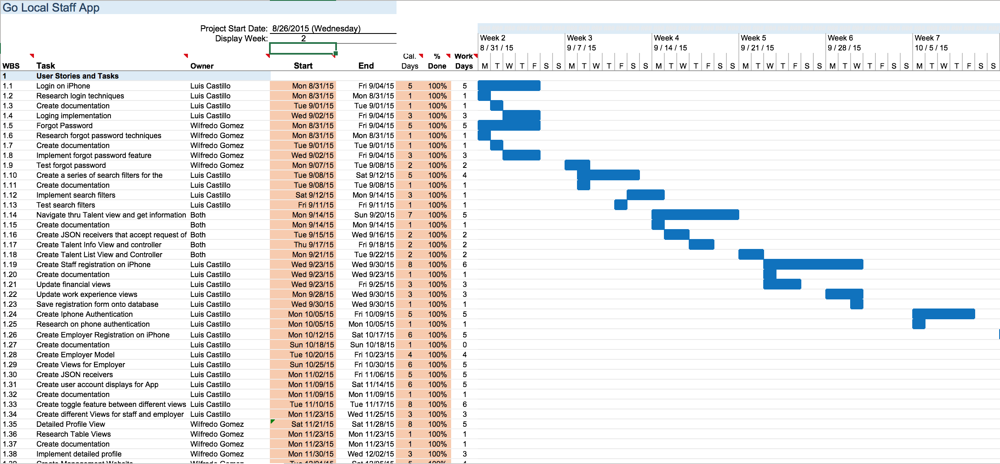 Go Local Staff App
Project Start Date: 8/26/2015 (Wednesday)
Display Week: 2
Week 2 Week 3 Week 4 Week 5 Week 6 Week 7
8 / 31 / 15 9 / 7 / 15 9 / 14 / 15 9 / 21 / 15 9 / 28 / 15 10 / 5 / 15
Cal. % Work
WBS Task Owner Start End Days Done Days M T W T F S S M T W T F S S M T W T F S S M T W T F S S M T W T F S S M T W T F S S
1 User Stories and Tasks
1.1 Login on iPhone Luis Castillo Mon 8/31/15 Fri 9/04/15 5 100% 5
1.2 Research login techniques Luis Castillo Mon 8/31/15 Mon 8/31/15 1 100% 1
1.3 Create documentation Luis Castillo Tue 9/01/15 Tue 9/01/15 1 100% 1
1.4 Loging implementation Luis Castillo Wed 9/02/15 Fri 9/04/15 3 100% 3
1.5 Forgot Password Wilfredo Gomez Mon 8/31/15 Fri 9/04/15 5 100% 5
1.6 Research forgot password techniques Wilfredo Gomez Mon 8/31/15 Mon 8/31/15 1 100% 1
1.7 Create documentation Wilfredo Gomez Tue 9/01/15 Tue 9/01/15 1 100% 1
1.8 Implement forgot password feature Wilfredo Gomez Wed 9/02/15 Fri 9/04/15 3 100% 3
1.9 Test forgot password Wilfredo Gomez Mon 9/07/15 Tue 9/08/15 2 100% 2
1.10 Create a series of search filters for the Luis Castillo Tue 9/08/15 Sat 9/12/15 5 100% 4
1.11 Create documentation Luis Castillo Tue 9/08/15 Tue 9/08/15 1 100% 1
1.12 Implement search filters Luis Castillo Sat 9/12/15 Mon 9/14/15 3 100% 1
1.13 Test search filters Luis Castillo Fri 9/11/15 Fri 9/11/15 1 100% 1
1.14 Navigate thru Talent view and get information Both Mon 9/14/15 Sun 9/20/15 7 100% 5
1.15 Create documentation Both Mon 9/14/15 Mon 9/14/15 1 100% 1
1.16 Create JSON receivers that accept request of Both Tue 9/15/15 Wed 9/16/15 2 100% 2
1.17 Create Talent Info View and controller Both Thu 9/17/15 Fri 9/18/15 2 100% 2
1.18 Create Talent List View and Controller Both Mon 9/21/15 Tue 9/22/15 2 100% 2
1.19 Create Staff registration on iPhone Luis Castillo Wed 9/23/15 Wed 9/30/15 8 100% 6
1.20 Create documentation Luis Castillo Wed 9/23/15 Wed 9/23/15 1 100% 1
1.21 Update financial views Luis Castillo Wed 9/23/15 Fri 9/25/15 3 100% 3
1.22 Update work experience views Luis Castillo Mon 9/28/15 Wed 9/30/15 3 100% 3
1.23 Save registration form onto database Luis Castillo Wed 9/30/15 Wed 9/30/15 1 100% 1
1.24 Create Iphone Authentication Luis Castillo Mon 10/05/15 Fri 10/09/15 5 100% 5
1.25 Research on phone authentication Luis Castillo Mon 10/05/15 Mon 10/05/15 1 100% 1
1.26 Create Employer Registration on iPhone Luis Castillo Mon 10/12/15 Sat 10/17/15 6 100% 5
1.27 Create documentation Luis Castillo Sun 10/18/15 Sun 10/18/15 1 100% 0
1.28 Create Employer Model Luis Castillo Tue 10/20/15 Fri 10/23/15 4 100% 4
1.29 Create Views for Employer Luis Castillo Sun 10/25/15 Fri 10/30/15 6 100% 5
1.30 Create JSON receivers Luis Castillo Mon 11/02/15 Fri 11/06/15 5 100% 5
1.31 Create user account displays for App Luis Castillo Mon 11/09/15 Sat 11/14/15 6 100% 5
1.32 Create documentation Luis Castillo Mon 11/09/15 Mon 11/09/15 1 100% 1
1.33 Create toggle feature between different views Luis Castillo Tue 11/10/15 Tue 11/17/15 8 100% 6
1.34 Create different Views for staff and employer Luis Castillo Mon 11/23/15 Wed 11/25/15 3 100% 3
1.35 Detailed Profile View Wilfredo Gomez Sat 11/21/15 Sat 11/28/15 8 100% 5
1.36 Research Table Views Wilfredo Gomez Mon 11/23/15 Mon 11/23/15 1 100% 1
1.37 Create documentation Wilfredo Gomez Mon 11/23/15 Mon 11/23/15 1 100% 1
1.38 Implement detailed profile Wilfredo Gomez Mon 11/30/15 Wed 12/02/15 3 100% 3